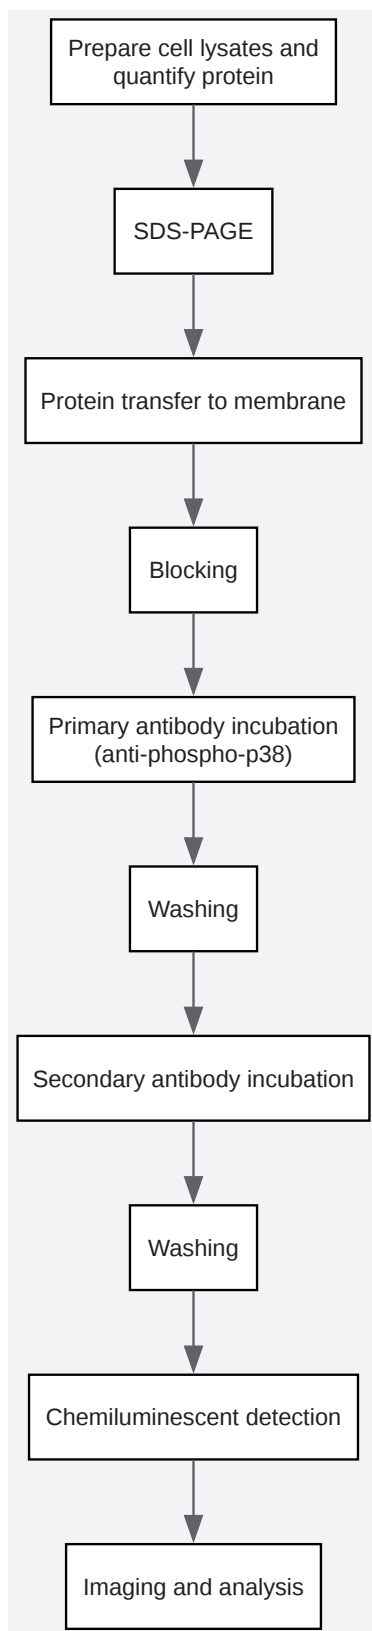 Prepare cell lysates and
quantify protein
SDS-PAGE
Protein transfer to membrane
Blocking
Primary antibody incubation
(anti-phospho-p38)
Washing
Secondary antibody incubation
Washing
Chemiluminescent detection
Imaging and analysis